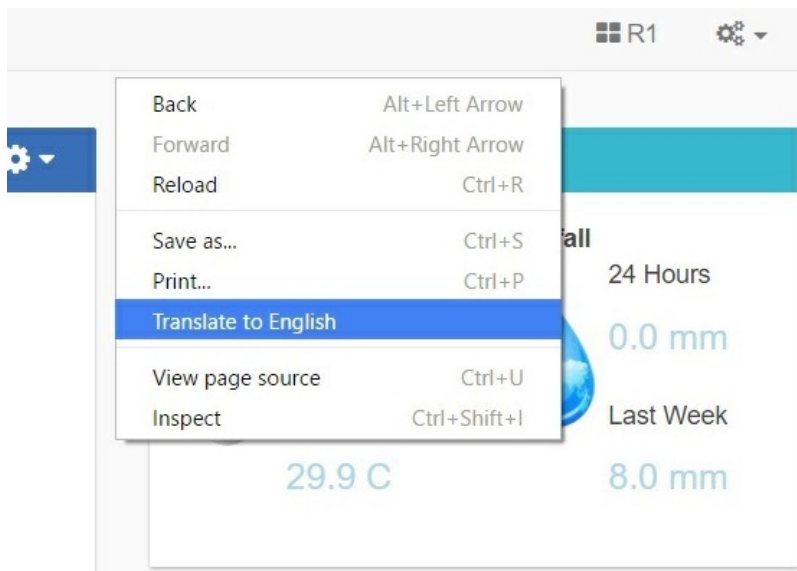 R1
Back Alt+Left Arrow
Forward Alt+Right Arrow
Reload Ctrl+R
Save as... Ctrl+S
Print... Ctrl+P
Translate to English
View page source Ctrl+U
Inspect Ctrl+Shift+I
fall
24 Hours
0.0 mm
Last Week
29.9 C 8.0 mm